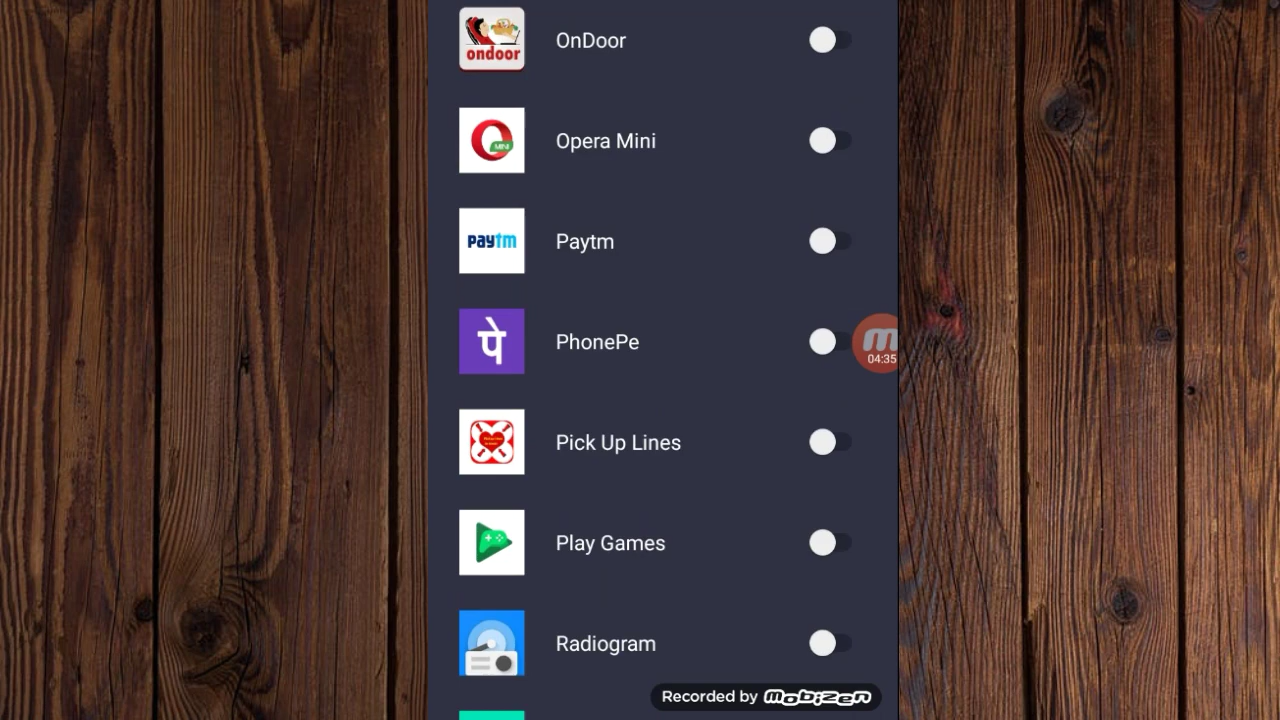 ondoor
OnDoor
MINI
Opera Mini
paytm
Paytm
पे
PhonePe
04:35
Pick Up Lines
Play Games
Radiogram
Recorded by mobizen